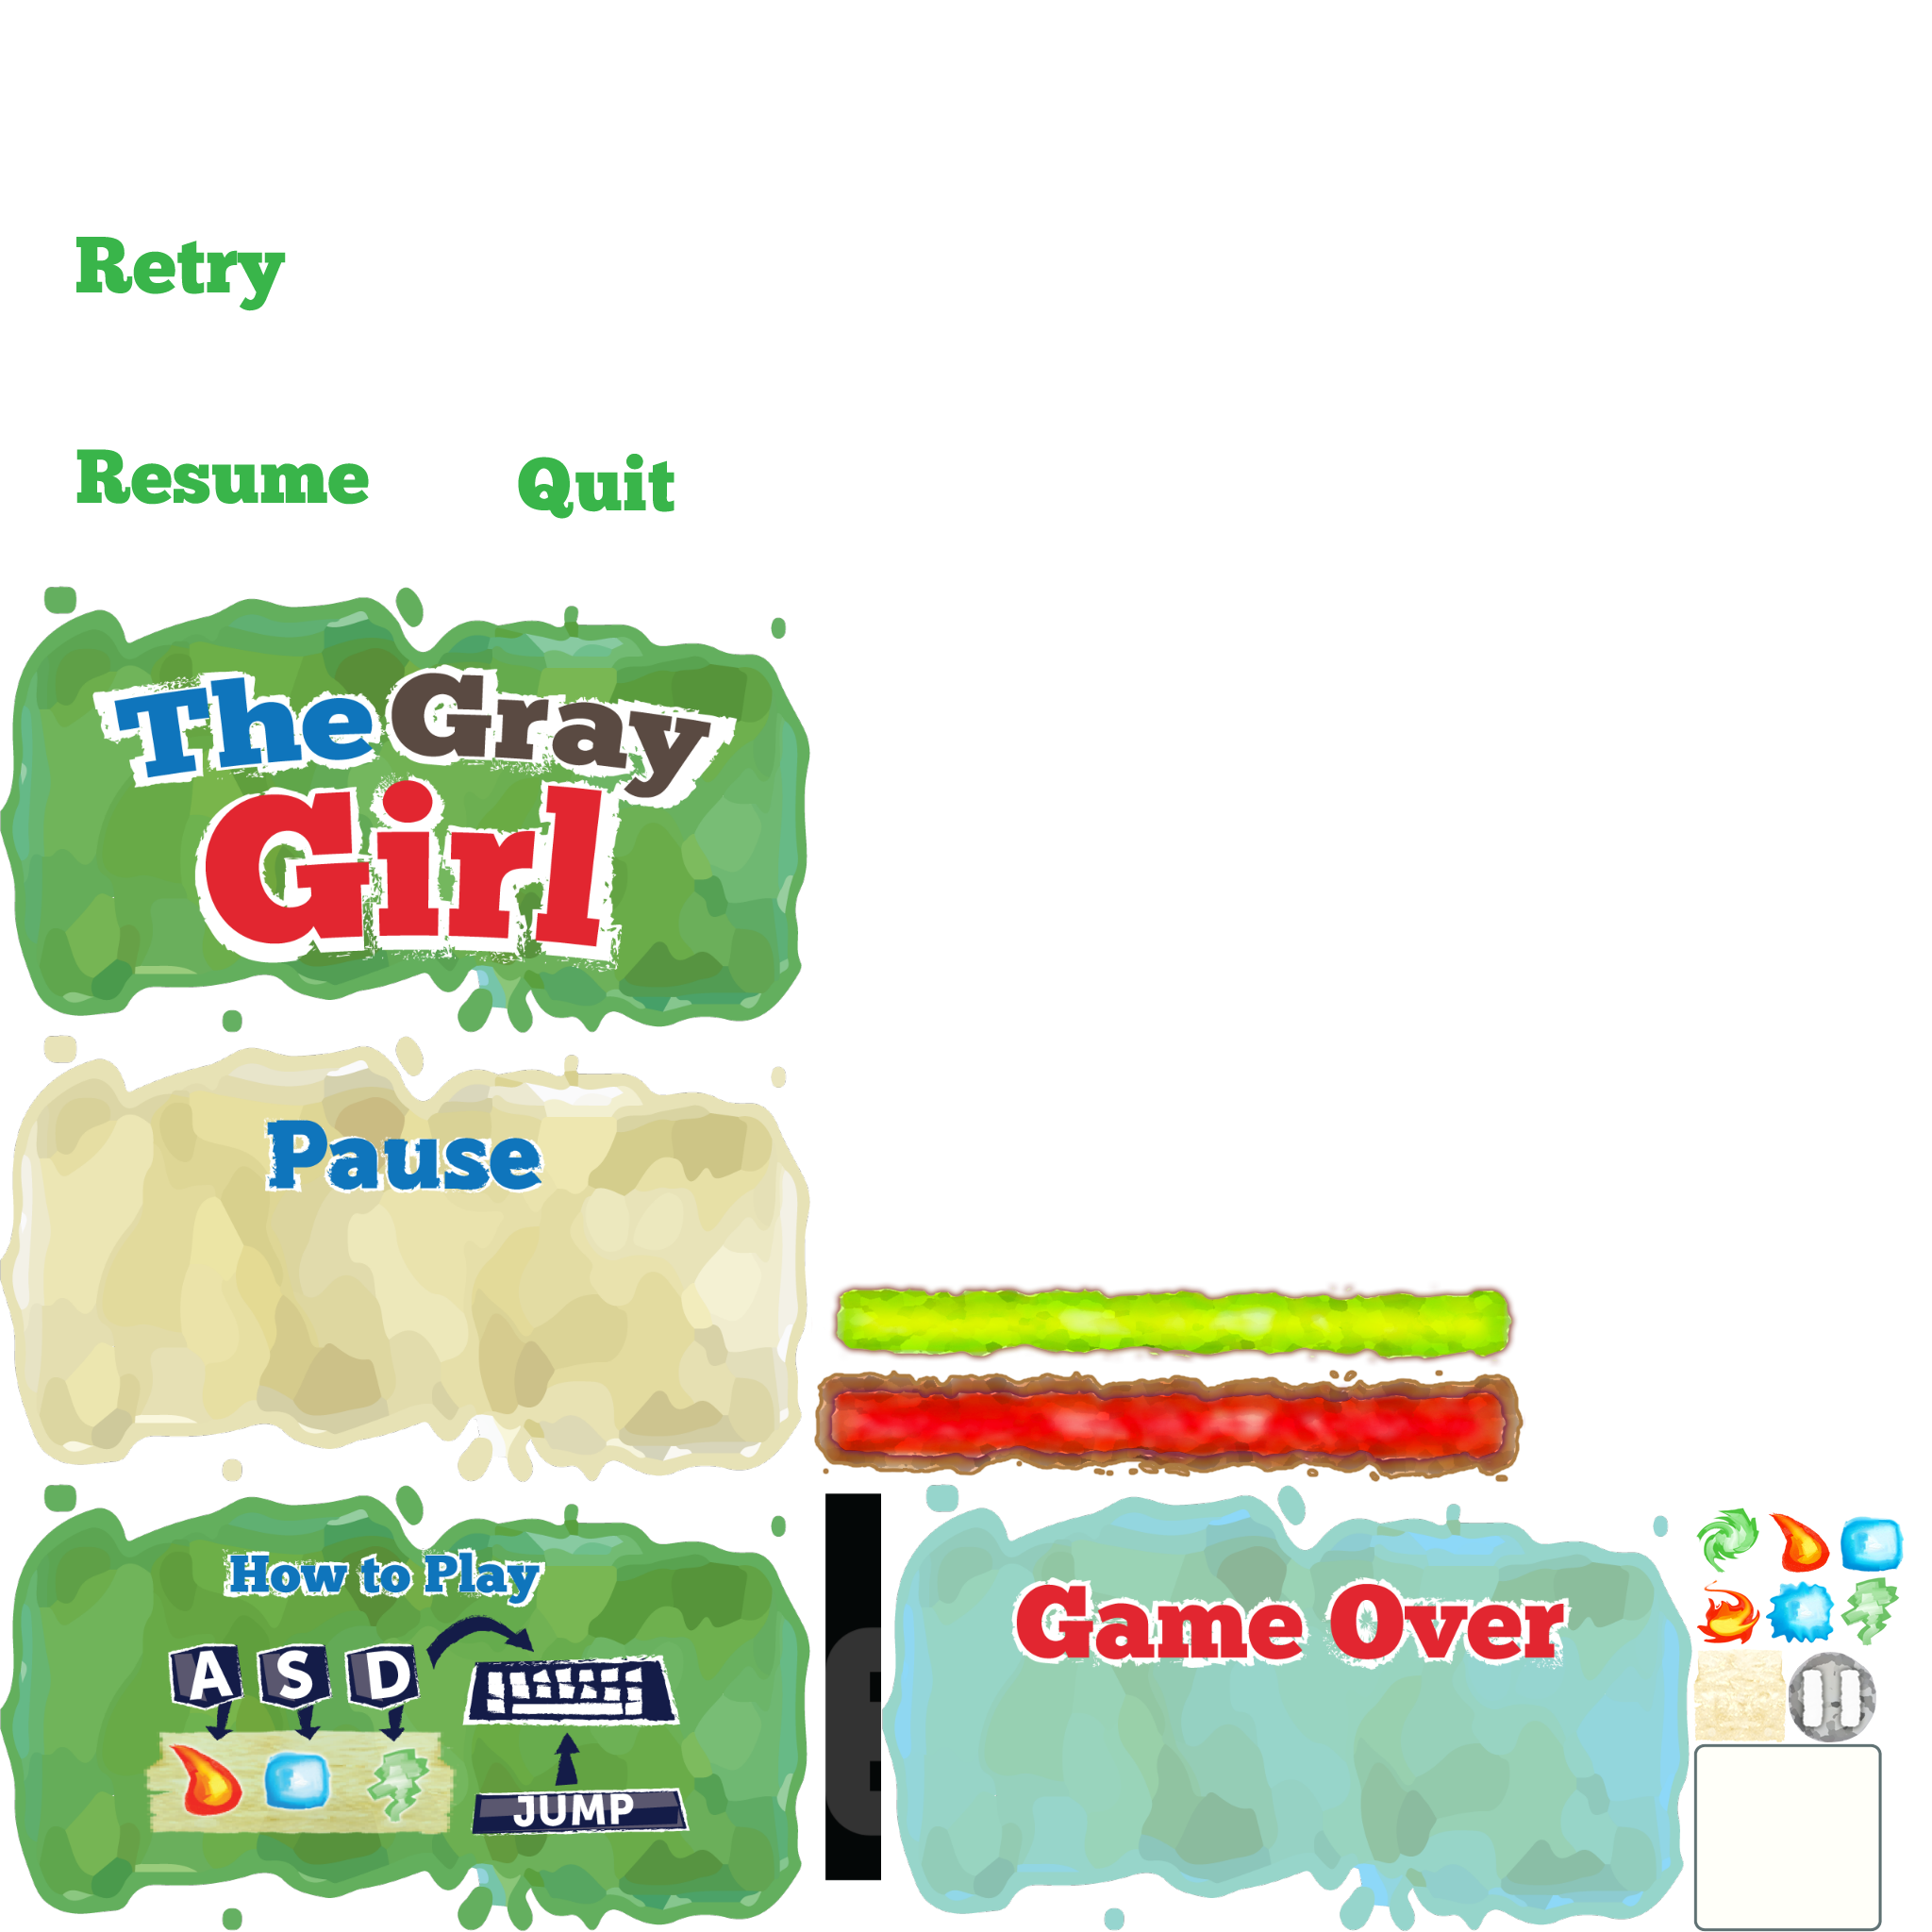 Retry
Resume
Quit
The Gray
Girl
Pause
How to Play
A S D
JUMP
Game Over